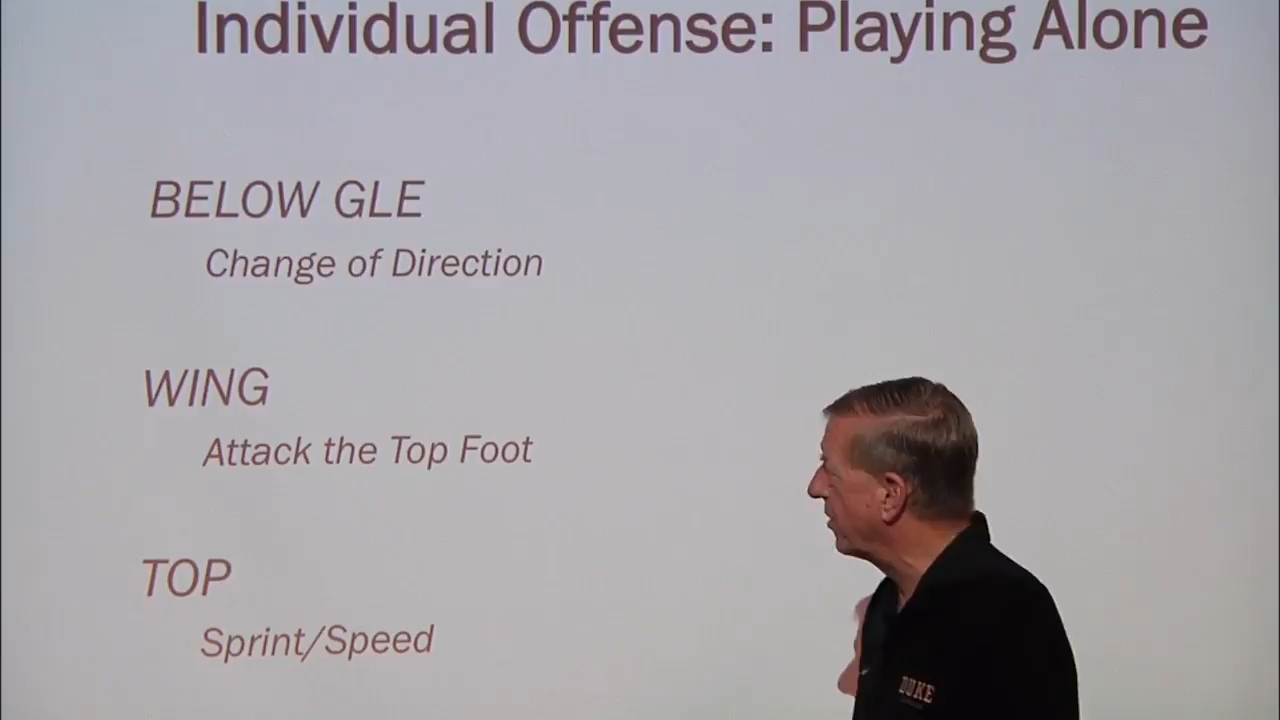 Individual Offense: Playing Alone
BELOW GLE
Change of Direction
WING
Attack the Top Foot
TOP
Sprint/Speed
DUKE